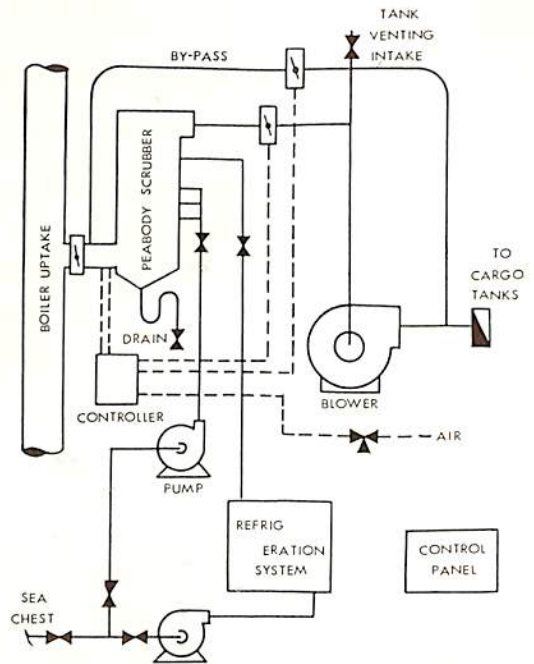 TANK
VENTING
INTAKE
BY-PASS
PEABODY SCRUBBER
BOILER UPTAKE
TO
CARGO
TANKS
DRAIN
BLOWER
CONTROLLER
AIR
PUMP
REFRIG
ERATION
SYSTEM
CONTROL
PANEL
SEA
CHEST